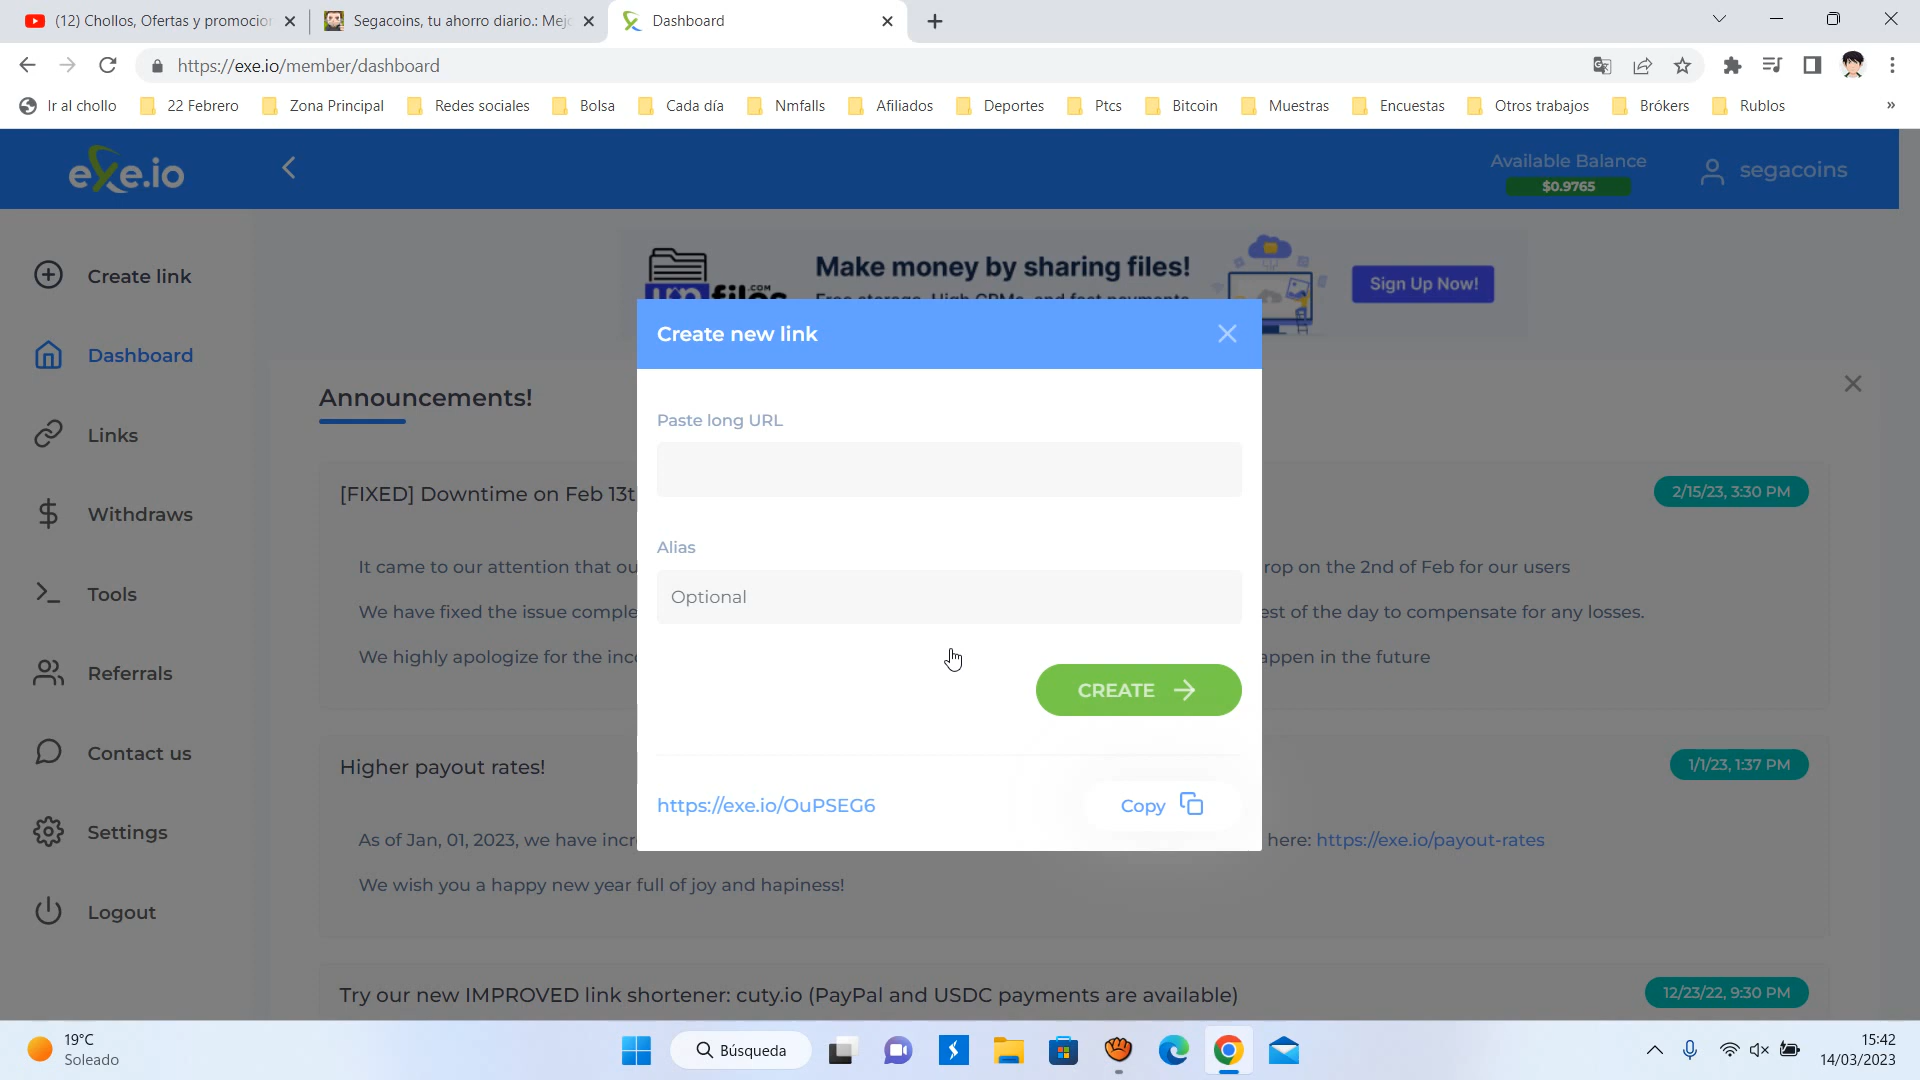 (12) Chollos, Ofertas y promocion
Segacoins, tu ahorro diario.: Mejo
Dashboard
https://exe.io/member/dashboard
Ir al chollo
22 Febrero
Zona Principal
Redes sociales
Bolsa
Cada día
Nmfalls
Afiliados
Deportes
Ptcs
Bitcoin
Muestras
Encuestas
Otros trabajos
Brókers
Rublos
»
exe.io
Available Balance
$0.9765
segacoins
Make money by sharing files!
Sign Up Now!
Create link
Dashboard
Links
Withdraws
Tools
Referrals
Contact us
Settings
Logout
Create new link
Paste long URL
Alias
Optional
CREATE
https://exe.io/OuPSEG6
Copy
Announcements!
[FIXED] Downtime on Feb 13t
2/15/23, 3:30 PM
It came to our attention that ou
rop on the 2nd of Feb for our users
We have fixed the issue comple
est of the day to compensate for any losses.
We highly apologize for the inc
appen in the future
Higher payout rates!
1/1/23, 1:37 PM
As of Jan, 01, 2023, we have incr
here: https://exe.io/payout-rates
We wish you a happy new year full of joy and hapiness!
Try our new IMPROVED link shortener: cuty.io (PayPal and USDC payments are available)
12/23/22, 9:30 PM
19°C
Soleado
Búsqueda
15:42
14/03/2023